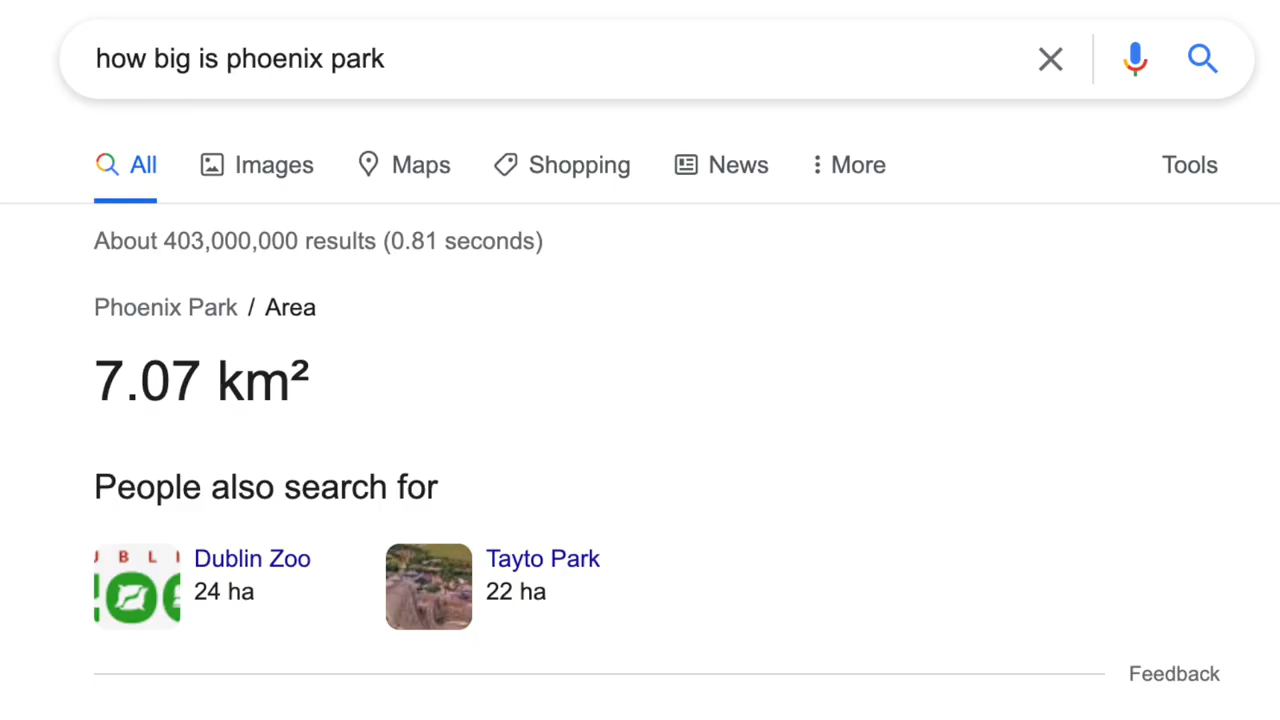 how big is phoenix park
All Images Maps Shopping News More Tools
About 403,000,000 results (0.81 seconds)
Phoenix Park / Area
7.07 km²
People also search for
Dublin Zoo
24 ha
Tayto Park
22 ha
Feedback